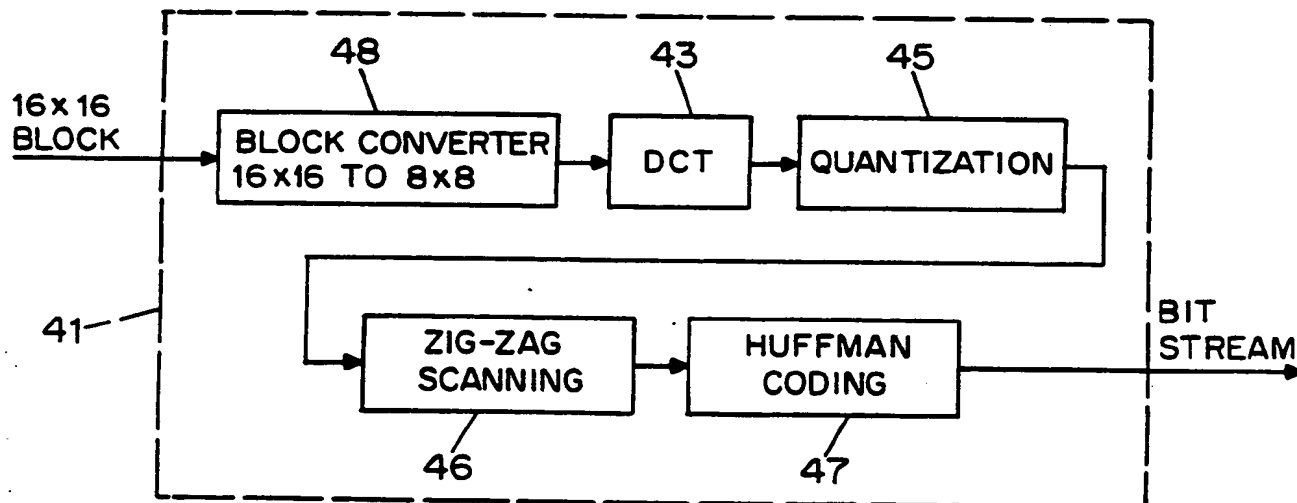 48
43
45
16x16
BLOCK
BLOCK CONVERTER
16x16 TO 8x8
DCT
QUANTIZATION
41
ZIG-ZAG
SCANNING
HUFFMAN
CODING
BIT
STREAM
46
47